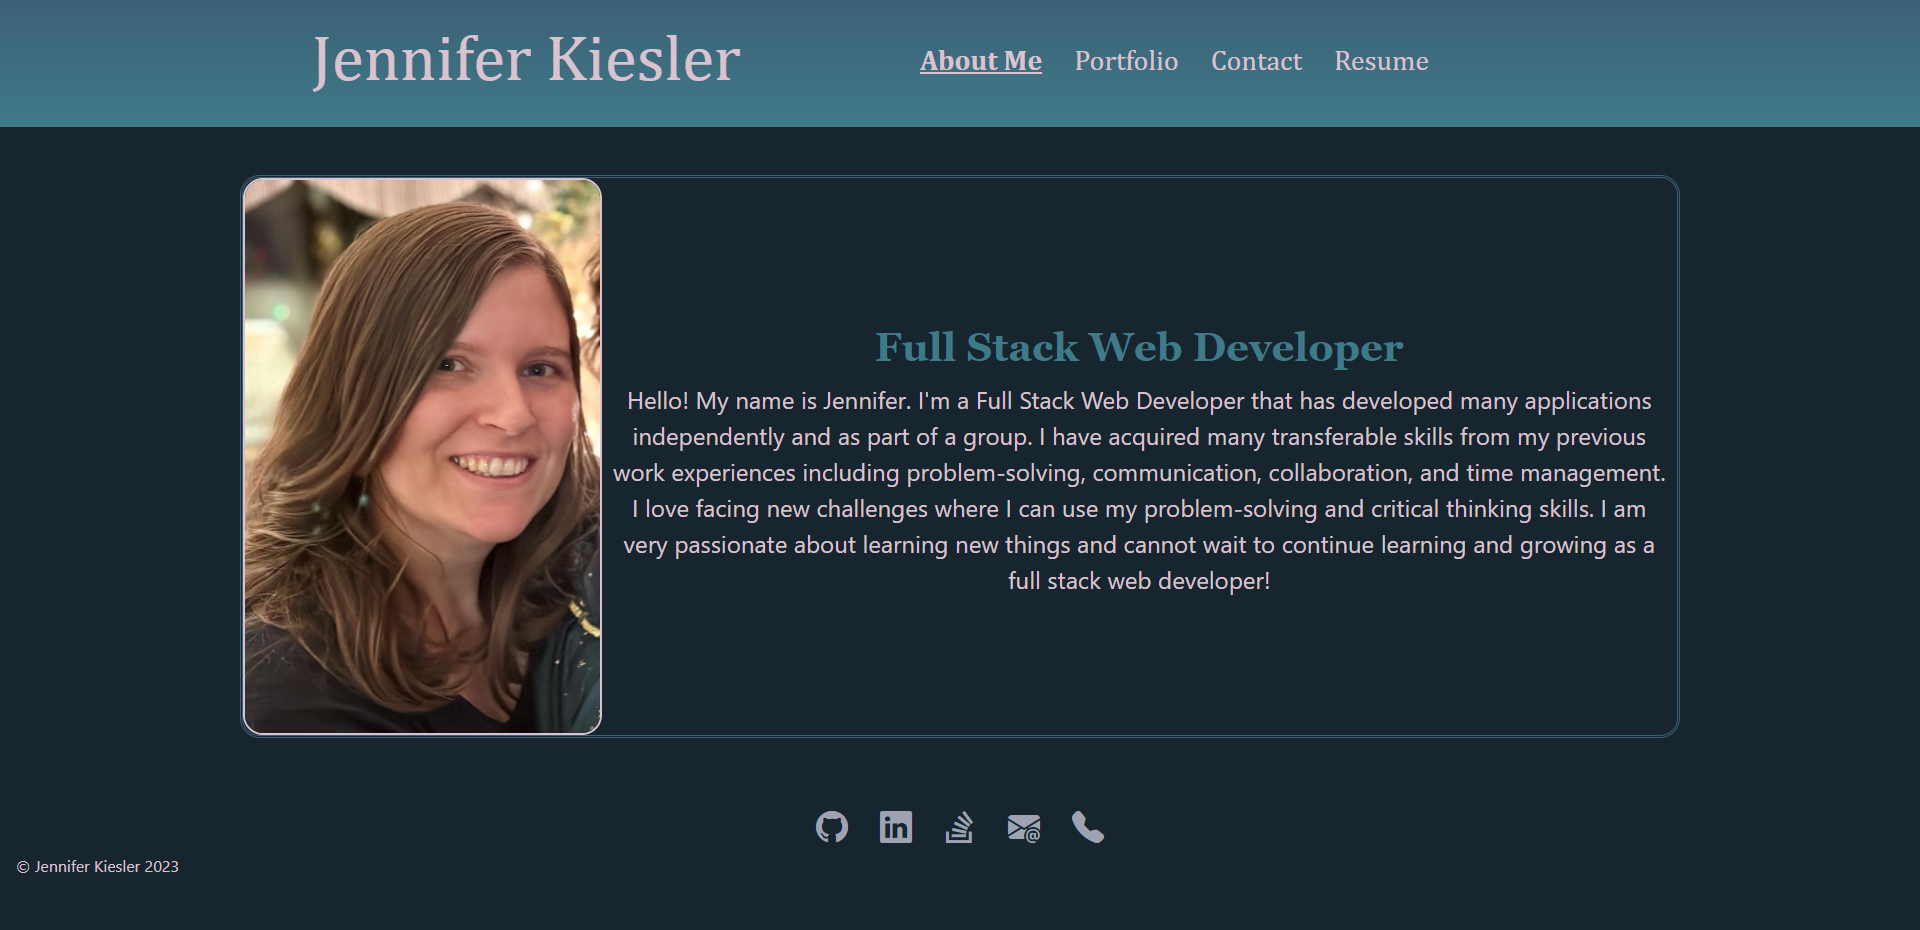 Jennifer Kiesler
About Me Portfolio Contact Resume
Full Stack Web Developer
Hello! My name is Jennifer. I'm a Full Stack Web Developer that has developed many applications
independently and as part of a group. I have acquired many transferable skills from my previous
work experiences including problem-solving, communication, collaboration, and time management.
I love facing new challenges where I can use my problem-solving and critical thinking skills. I am
very passionate about learning new things and cannot wait to continue learning and growing as a
full stack web developer!
in
@
© Jennifer Kiesler 2023